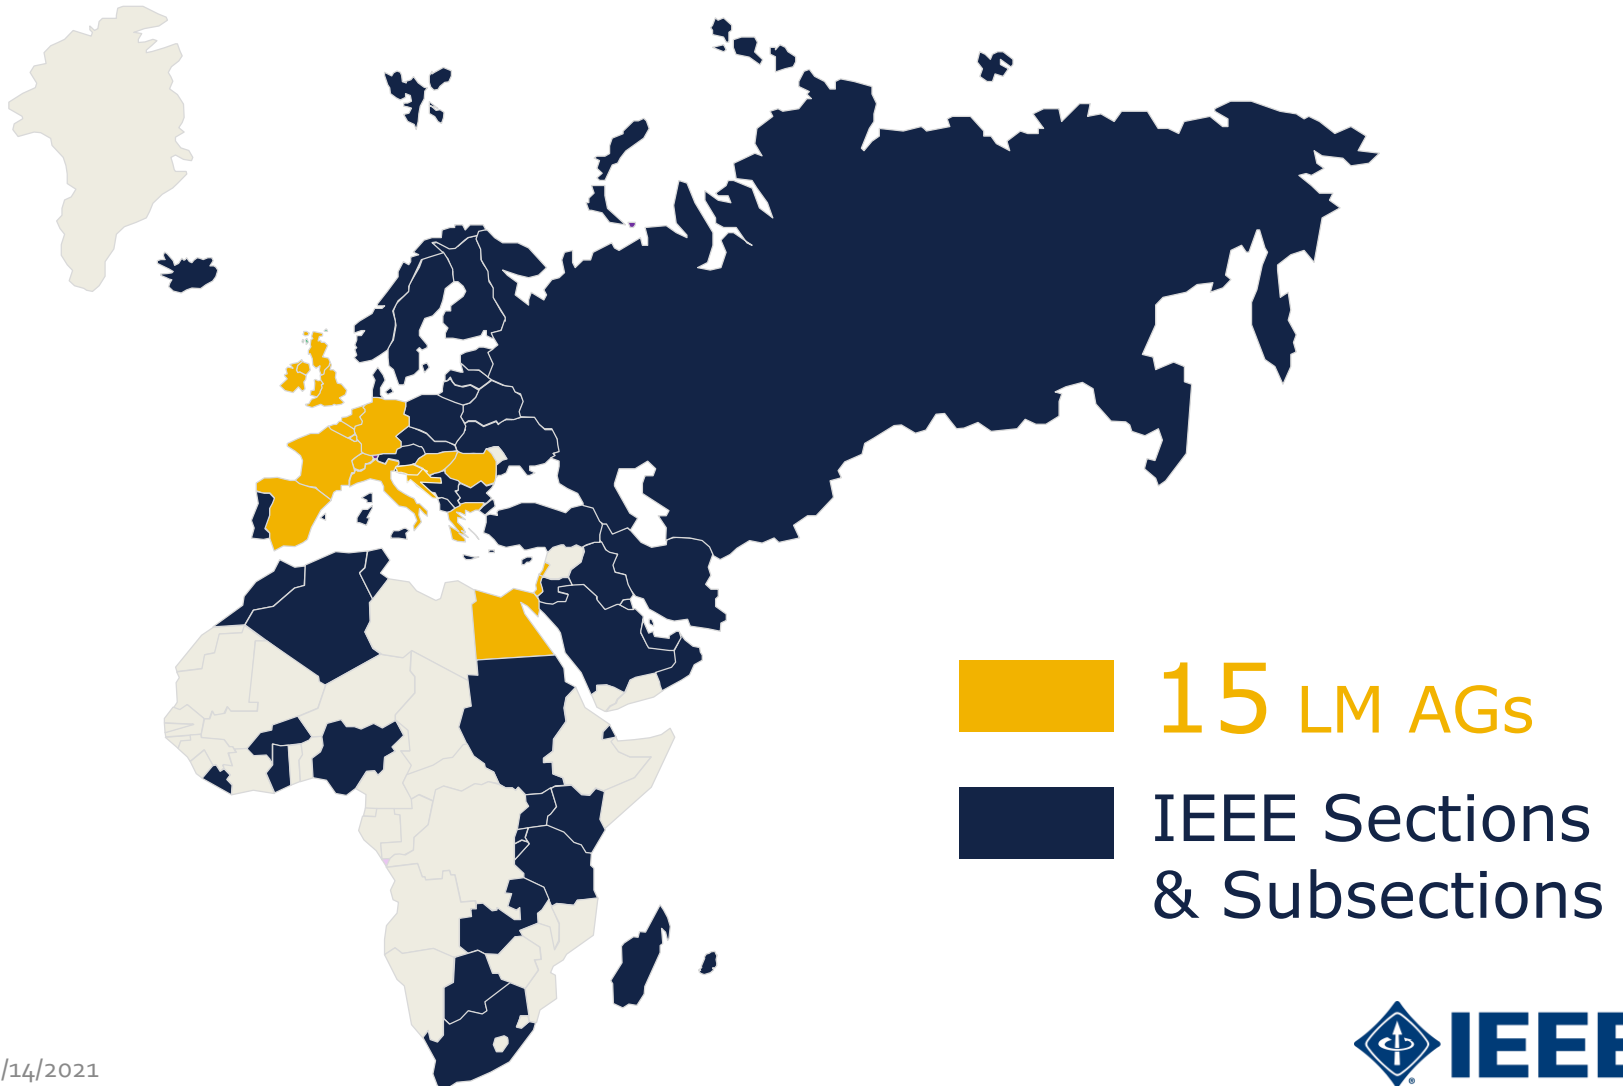 15 LM AGs
IEEE Sections
& Subsections
/14/2021
IEEE